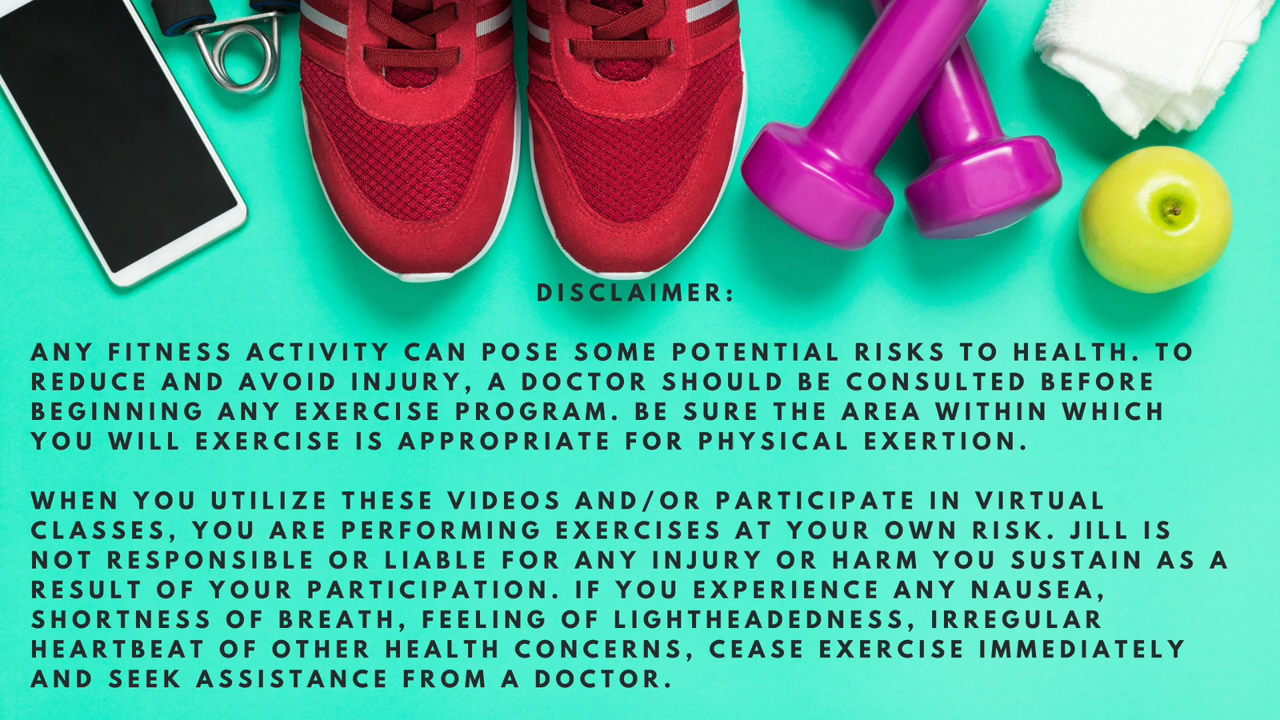 DISCLAIMER:
ANY FITNESS ACTIVITY CAN POSE SOME POTENTIAL RISKS TO HEALTH. TO
REDUCE AND AVOID INJURY, A DOCTOR SHOULD BE CONSULTED BEFORE
BEGINNING ANY EXERCISE PROGRAM. BE SURE THE AREA WITHIN WHICH
YOU WILL EXERCISE IS APPROPRIATE FOR PHYSICAL EXERTION.
WHEN YOU UTILIZE THESE VIDEOS AND/OR PARTICIPATE IN VIRTUAL
CLASSES, YOU ARE PERFORMING EXERCISES AT YOUR OWN RISK. JILL IS
NOT RESPONSIBLE OR LIABLE FOR ANY INJURY OR HARM YOU SUSTAIN AS A
RESULT OF YOUR PARTICIPATION. IF YOU EXPERIENCE ANY NAUSEA,
SHORTNESS OF BREATH, FEELING OF LIGHTHEADEDNESS, IRREGULAR
HEARTBEAT OF OTHER HEALTH CONCERNS, CEASE EXERCISE IMMEDIATELY
AND SEEK ASSISTANCE FROM A DOCTOR.